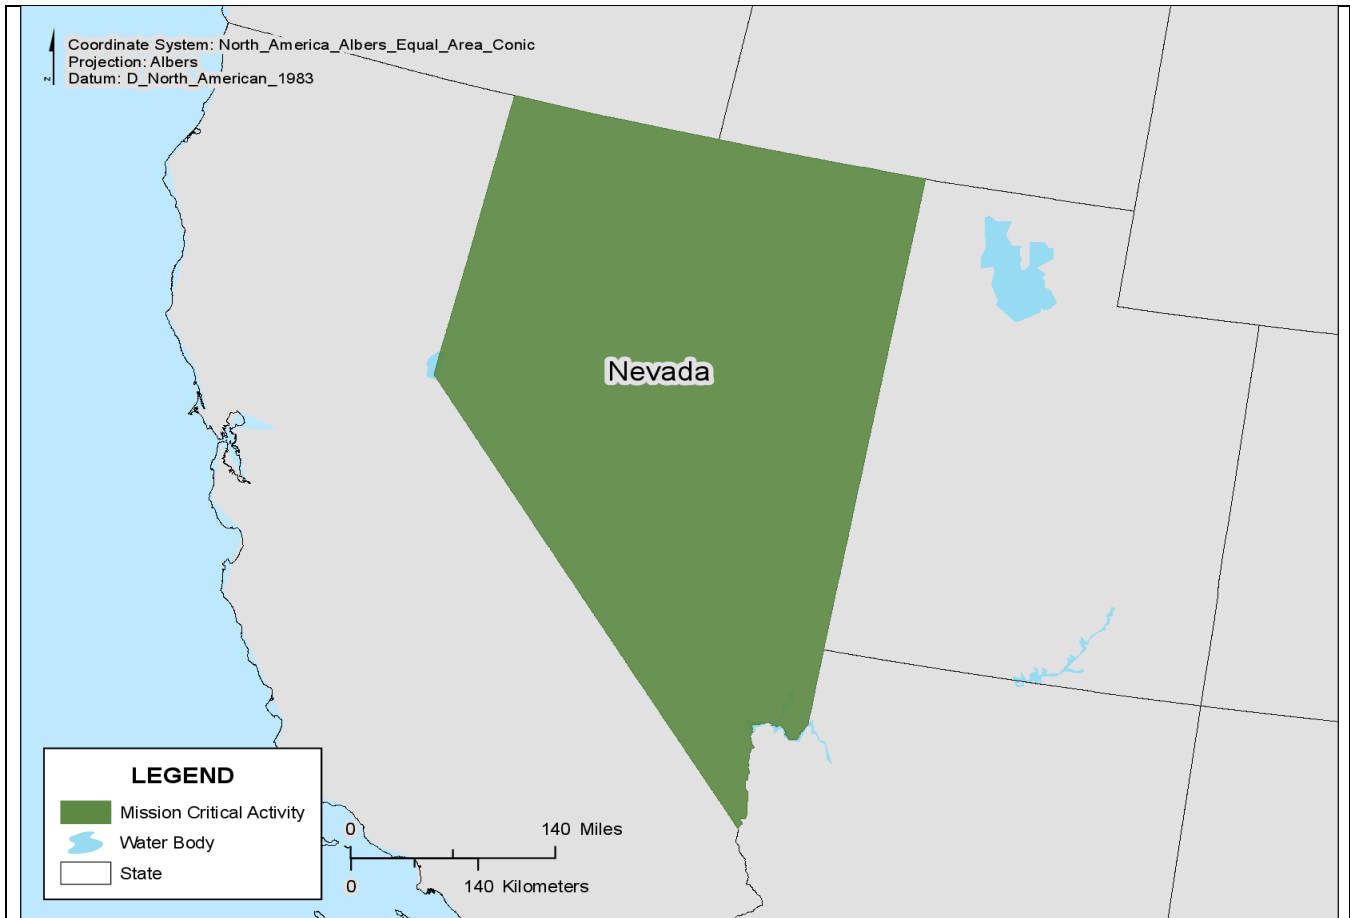 Coordinate System: North_America_Albers_Equal_Area_Conic
Projection: Albers
Datum: D_North_American_1983
N
Nevada
LEGEND
Mission Critical Activity
Water Body
State
0 140 Miles
0 140 Kilometers